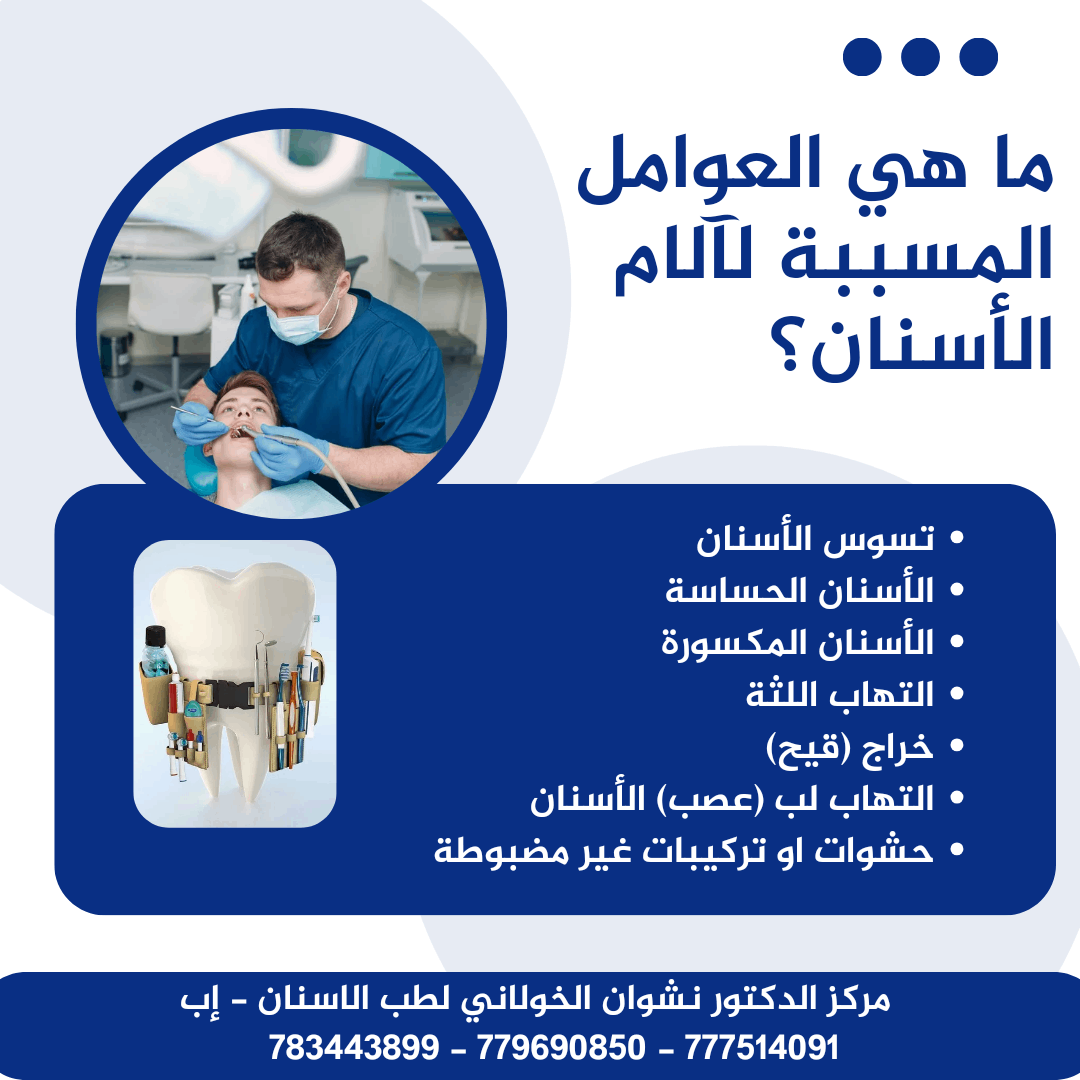 ما هي العوامل
المسببة لآلام
الأسنان؟
• تسوس الأسنان
• الأسنان الحساسة
• الأسنان المكسورة
• التهاب اللثة
• خراج (قيح)
• التهاب لب (عصب) الأسنان
• حشوات او تركيبات غير مضبوطة
مركز الدكتور نشوان الخولاني لطب الاسنان - إب
783443899 - 779690850 - 777514091